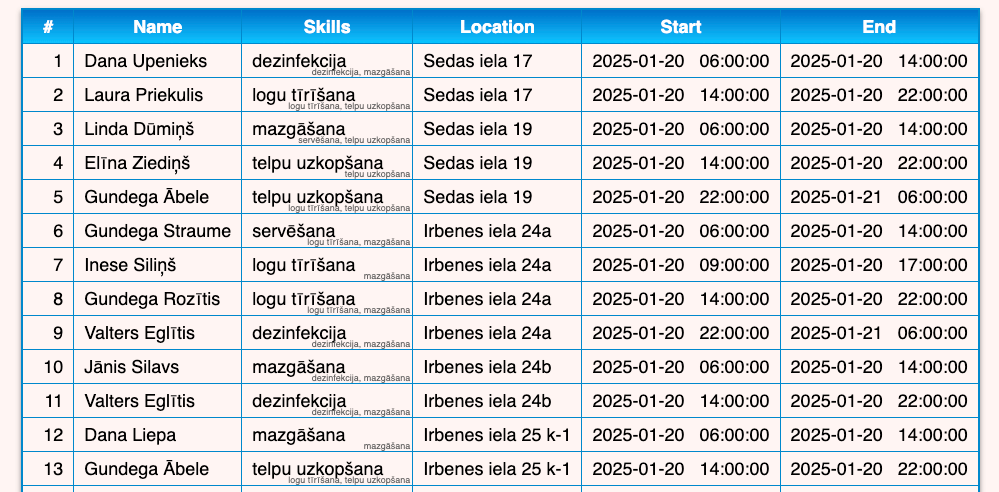 # Name Skills Location Start End
1 Dana Upenieks dezinfekcija Sedas iela 17 2025-01-20 06:00:00 2025-01-20 14:00:00
dezinfekcija, mazgāšana
2 Laura Priekulis logu tīrīšana Sedas iela 17 2025-01-20 14:00:00 2025-01-20 22:00:00
logu tīrīšana, telpu uzkopšana
3 Linda Dūmiņš mazgāšana Sedas iela 19 2025-01-20 06:00:00 2025-01-20 14:00:00
servēšana, telpu uzkopšana
4 Elīna Ziediņš telpu uzkopšana Sedas iela 19 2025-01-20 14:00:00 2025-01-20 22:00:00
telpu uzkopšana
5 Gundega Ābele telpu uzkopšana Sedas iela 19 2025-01-20 22:00:00 2025-01-21 06:00:00
logu tīrīšana, telpu uzkopšana
6 Gundega Straume servēšana Irbenes iela 24a 2025-01-20 06:00:00 2025-01-20 14:00:00
logu tīrīšana, mazgāšana
7 Inese Siliņš logu tīrīšana Irbenes iela 24a 2025-01-20 09:00:00 2025-01-20 17:00:00
mazgāšana
8 Gundega Rozītis logu tīrīšana Irbenes iela 24a 2025-01-20 14:00:00 2025-01-20 22:00:00
logu tīrīšana, mazgāšana
9 Valters Eglītis dezinfekcija Irbenes iela 24a 2025-01-20 22:00:00 2025-01-21 06:00:00
dezinfekcija, mazgāšana
10 Jānis Silavs mazgāšana Irbenes iela 24b 2025-01-20 06:00:00 2025-01-20 14:00:00
dezinfekcija, mazgāšana
11 Valters Eglītis dezinfekcija Irbenes iela 24b 2025-01-20 14:00:00 2025-01-20 22:00:00
dezinfekcija, mazgāšana
12 Dana Liepa mazgāšana Irbenes iela 25 k-1 2025-01-20 06:00:00 2025-01-20 14:00:00
mazgāšana
13 Gundega Ābele telpu uzkopšana Irbenes iela 25 k-1 2025-01-20 14:00:00 2025-01-20 22:00:00
logu tīrīšana, telpu uzkopšana